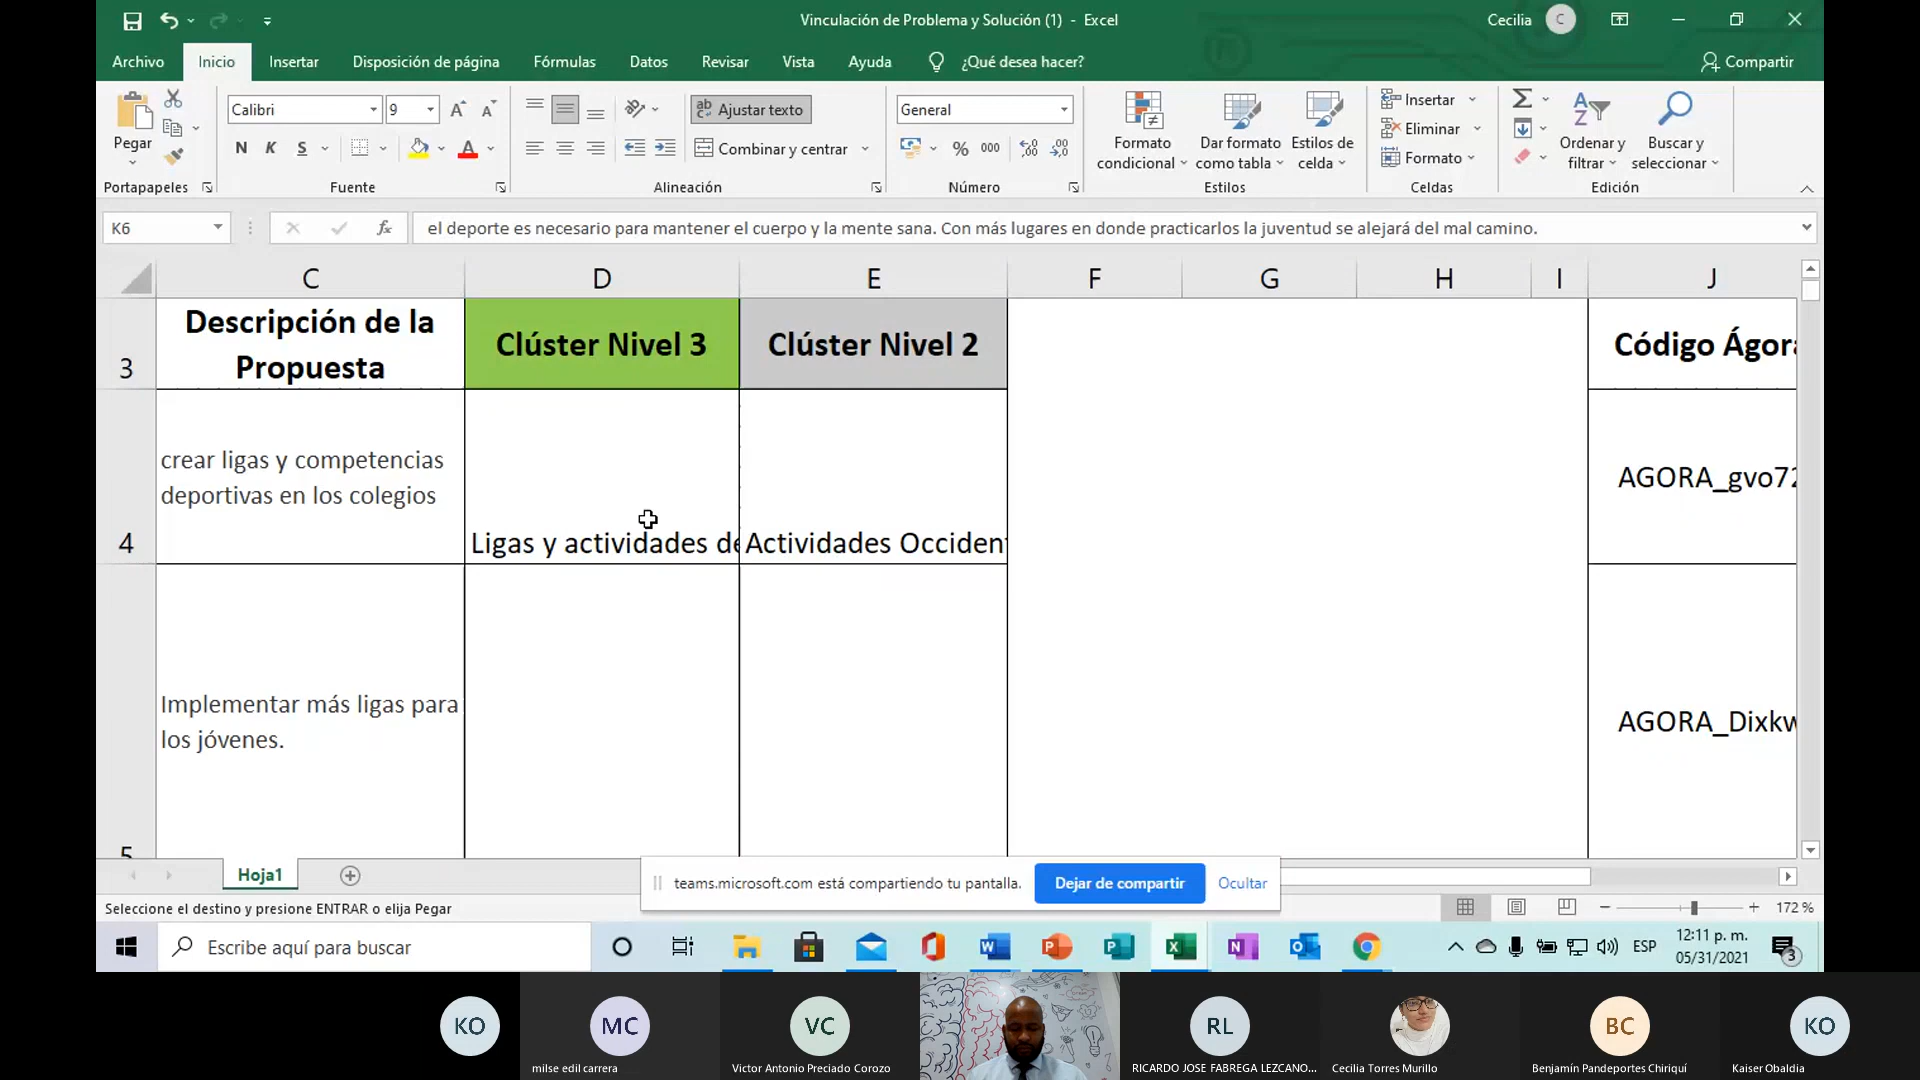 Vinculación de Problema y Solución (1) - Excel
Cecilia
C
Archivo
Inicio
Insertar
Disposición de página
Fórmulas
Datos
Revisar
Vista
Ayuda
¿Qué desea hacer?
Compartir
Pegar
Portapapeles
Calibri
9
N K S
Fuente
Ajustar texto
Combinar y centrar
Alineación
General
% 000
Número
Formato condicional
Dar formato como tabla
Estilos de celda
Estilos
Insertar
Eliminar
Formato
Celdas
Ordenar y filtrar
Buscar y seleccionar
Edición
K6
fx
el deporte es necesario para mantener el cuerpo y la mente sana. Con más lugares en donde practicarlos la juventud se alejará del mal camino.
C D E F G H I J
3
Descripción de la
Propuesta
Clúster Nivel 3
Clúster Nivel 2
Código Ágora
4
crear ligas y competencias
deportivas en los colegios
Ligas y actividades de
Actividades Occident
AGORA_gvo72
5
Implementar más ligas para
los jóvenes.
AGORA_Dixkw
Hoja1
teams.microsoft.com está compartiendo tu pantalla.
Dejar de compartir
Ocultar
Seleccione el destino y presione ENTRAR o elija Pegar
172 %
Escribe aquí para buscar
ESP
12:11 p. m.
05/31/2021
3
KO
MC
milse edil carrera
VC
Victor Antonio Preciado Corozo
RL
RICARDO JOSE FABREGA LEZCANO...
Cecilia Torres Murillo
BC
Benjamín Pandeportes Chiriquí
KO
Kaiser Obaldia